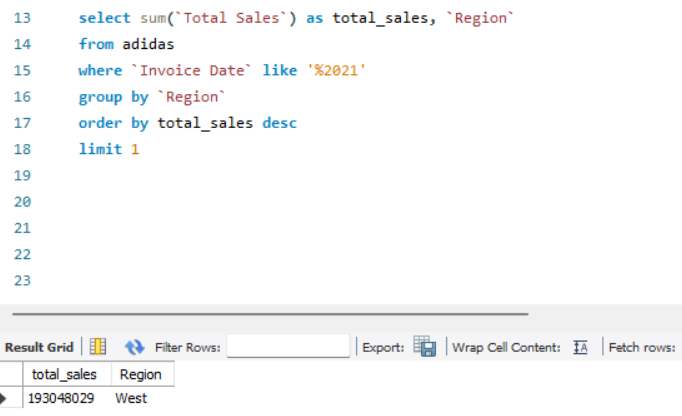 13 select sum(`Total Sales`) as total_sales, `Region`
14 from adidas
15 where `Invoice Date` like '%2021'
16 group by `Region`
17 order by total_sales desc
18 limit 1
19
20
21
22
23
Result Grid Filter Rows: Export: Wrap Cell Content: IA Fetch rows:
total_sales Region
193048029 West